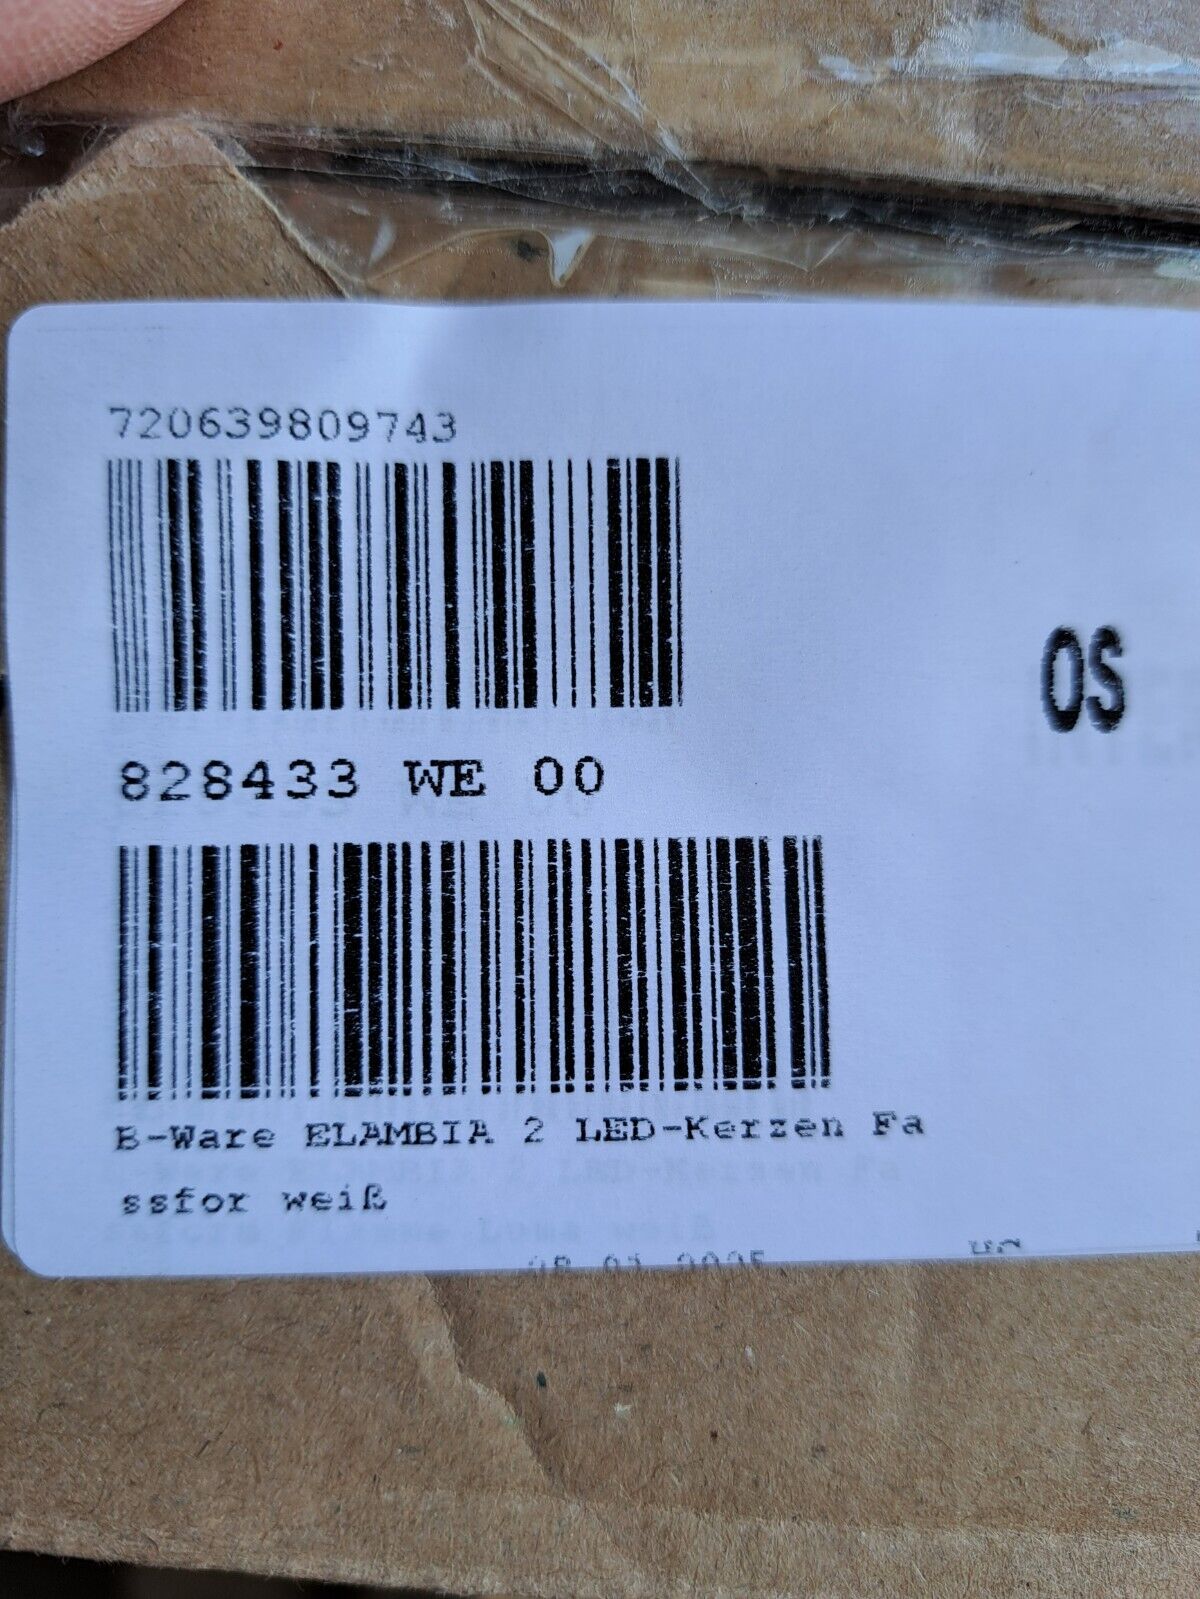 720639809743
OS
828433 WE 00
B-Ware ELAMBIA 2 LED-Kerzen Fa
ssfor weiß